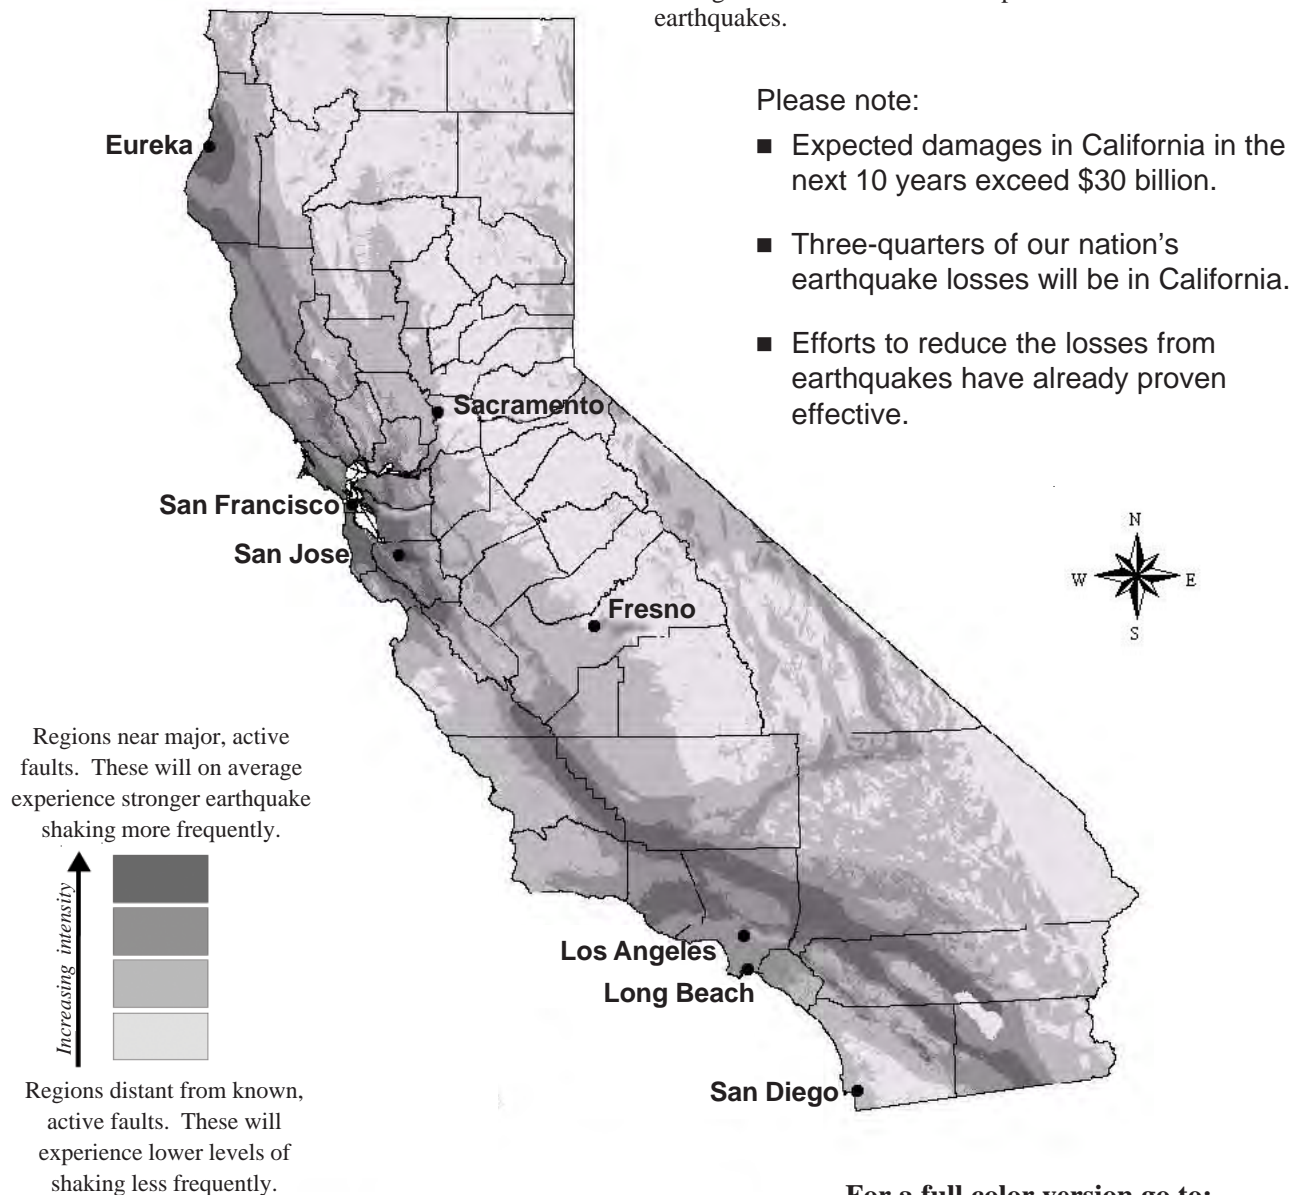 earthquakes.
Please note:
■ Expected damages in California in the
next 10 years exceed $30 billion.
■ Three-quarters of our nation's
earthquake losses will be in California.
■ Efforts to reduce the losses from
earthquakes have already proven
effective.
Eureka
Sacramento
San Francisco
San Jose
Fresno
N
W E
S
Regions near major, active
faults. These will on average
experience stronger earthquake
shaking more frequently.
Increasing intensity
Regions distant from known,
active faults. These will
experience lower levels of
shaking less frequently.
Los Angeles
Long Beach
San Diego
For a full color version go to: